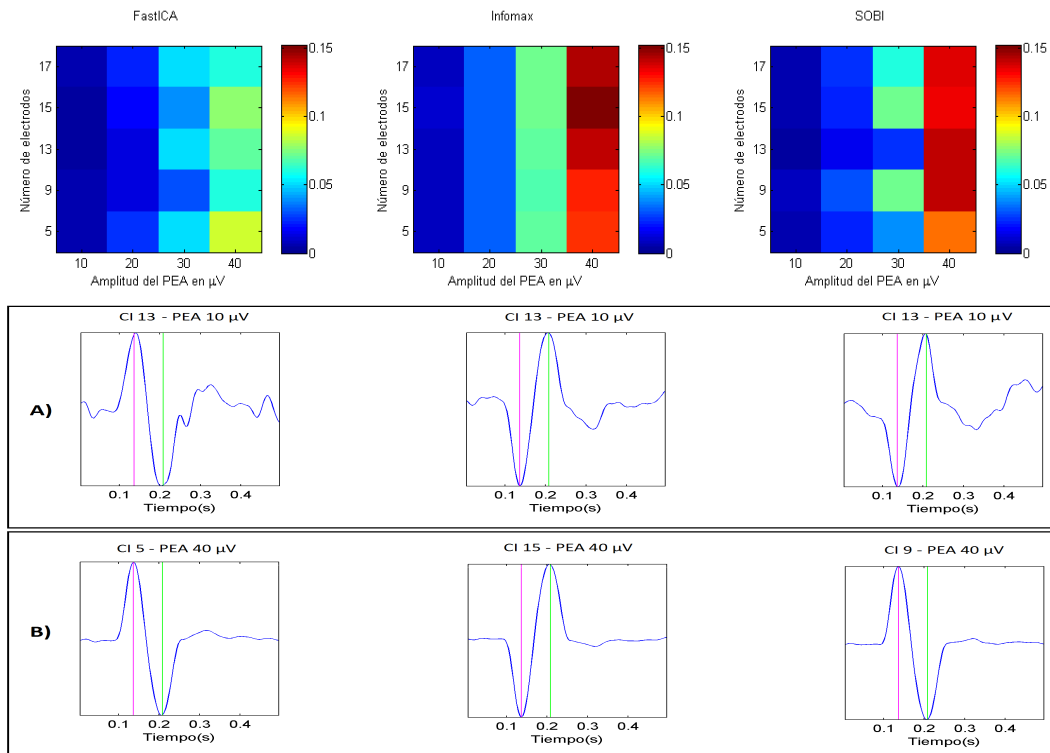 FastICA
Infomax
SOBI
Número de electrodos
17
15
13
9
5
10 20 30 40
Amplitud del PEA en µV
0.15
0.1
0.05
0
Número de electrodos
17
15
13
9
5
10 20 30 40
Amplitud del PEA en µV
0.15
0.1
0.05
0
Número de electrodos
17
15
13
9
5
10 20 30 40
Amplitud del PEA en µV
0.15
0.1
0.05
0
A)
CI 13 - PEA 10 µV
0.1 0.2 0.3 0.4
Tiempo(s)
CI 13 - PEA 10 µV
0.1 0.2 0.3 0.4
Tiempo(s)
CI 13 - PEA 10 µV
0.1 0.2 0.3 0.4
Tiempo(s)
B)
CI 5 - PEA 40 µV
0.1 0.2 0.3 0.4
Tiempo(s)
CI 15 - PEA 40 µV
0.1 0.2 0.3 0.4
Tiempo(s)
CI 9 - PEA 40 µV
0.1 0.2 0.3 0.4
Tiempo(s)